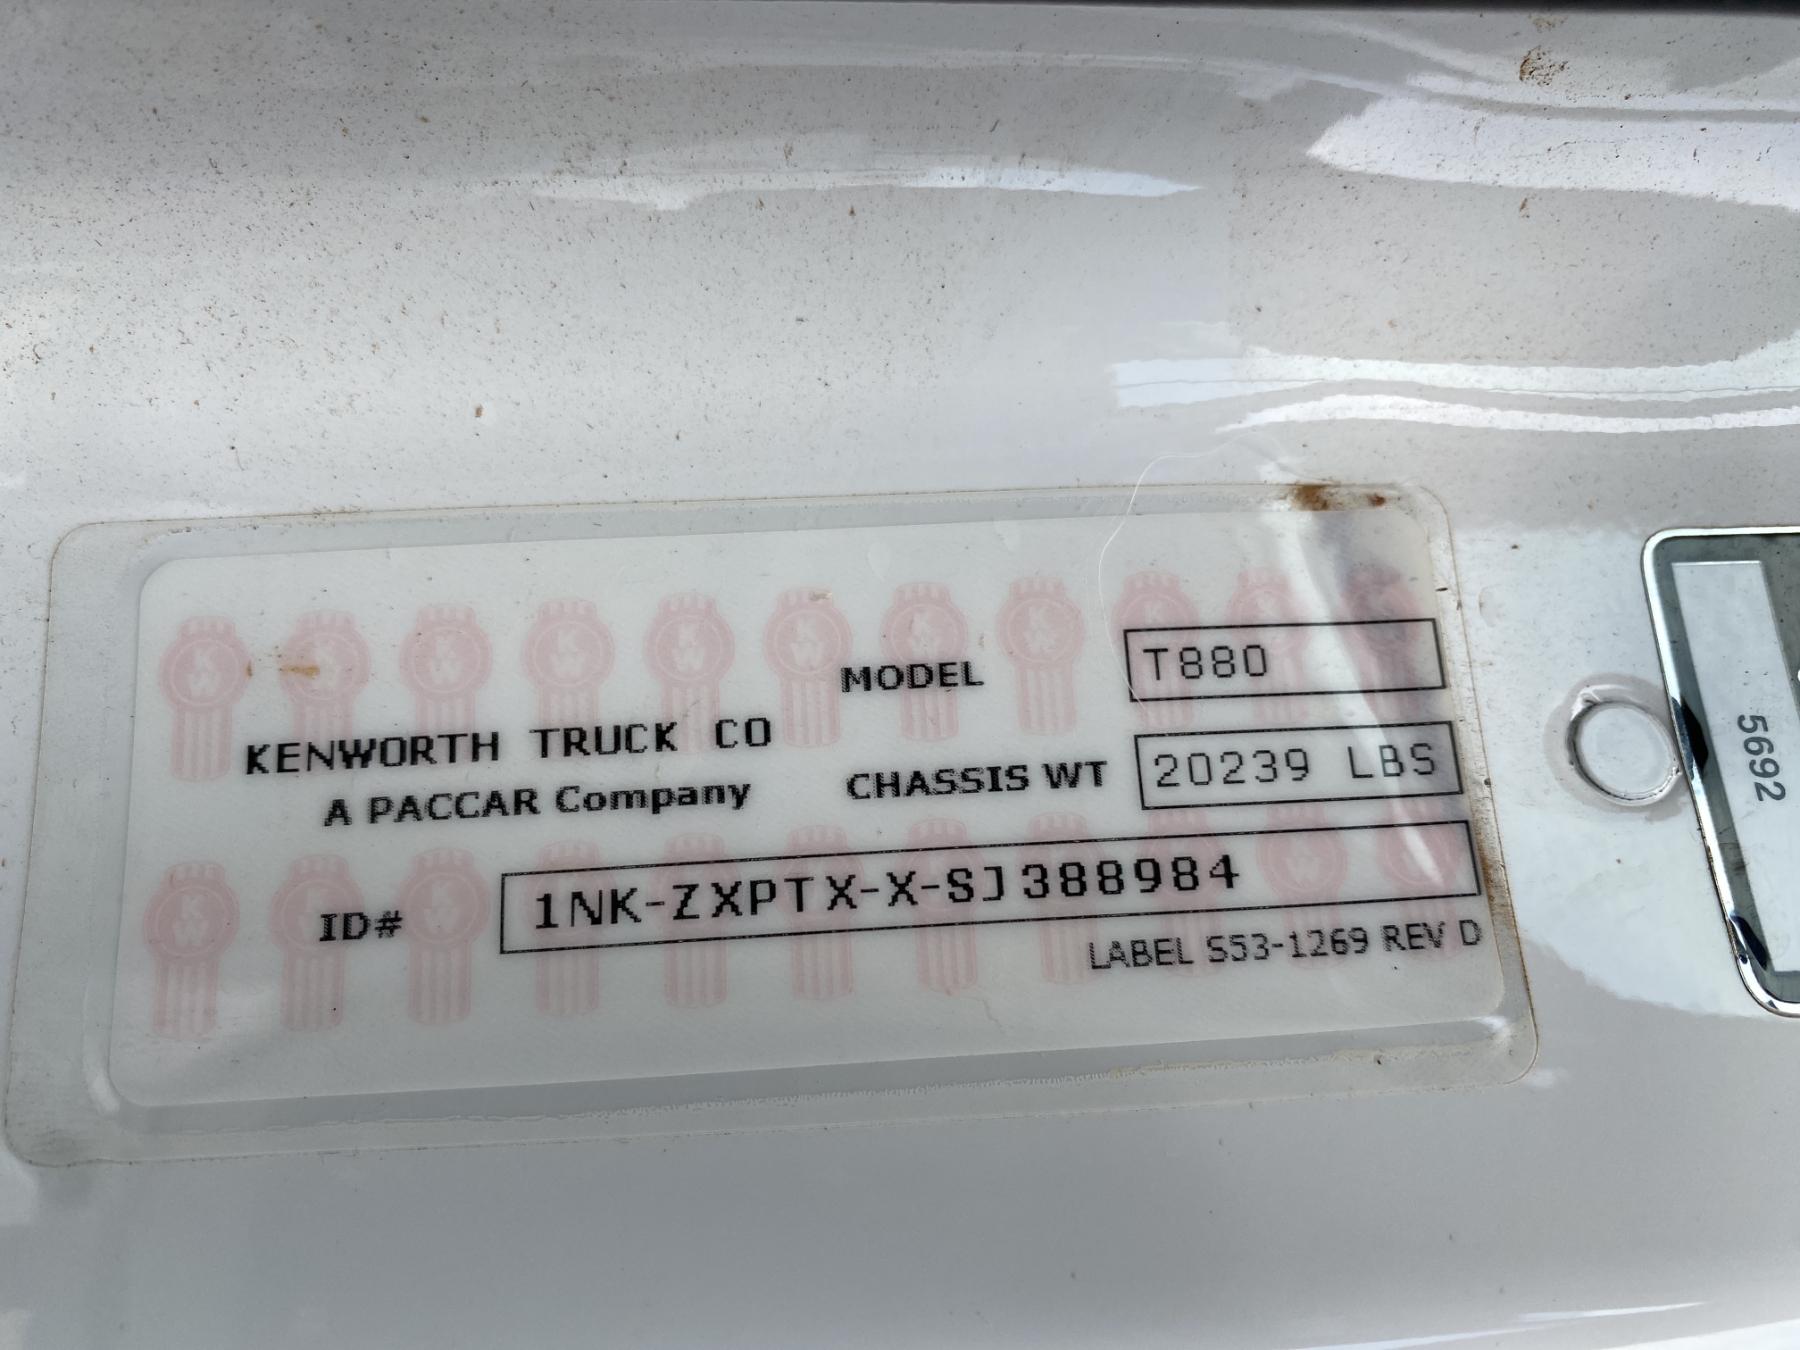 MODEL T880
KENWORTH TRUCK CO
A PACCAR Company
CHASSIS WT 20239 LBS
ID# 1NK-ZXPTX-X-SJ388984
LABEL S53-1269 REV D
5692